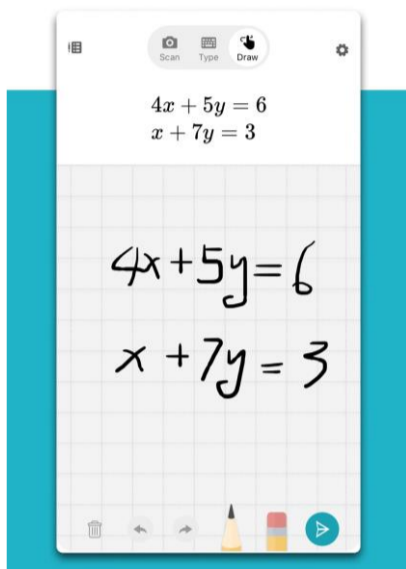 Scan Type Draw
4x + 5y = 6
x + 7y = 3
4x+5y=6
x +7y = 3